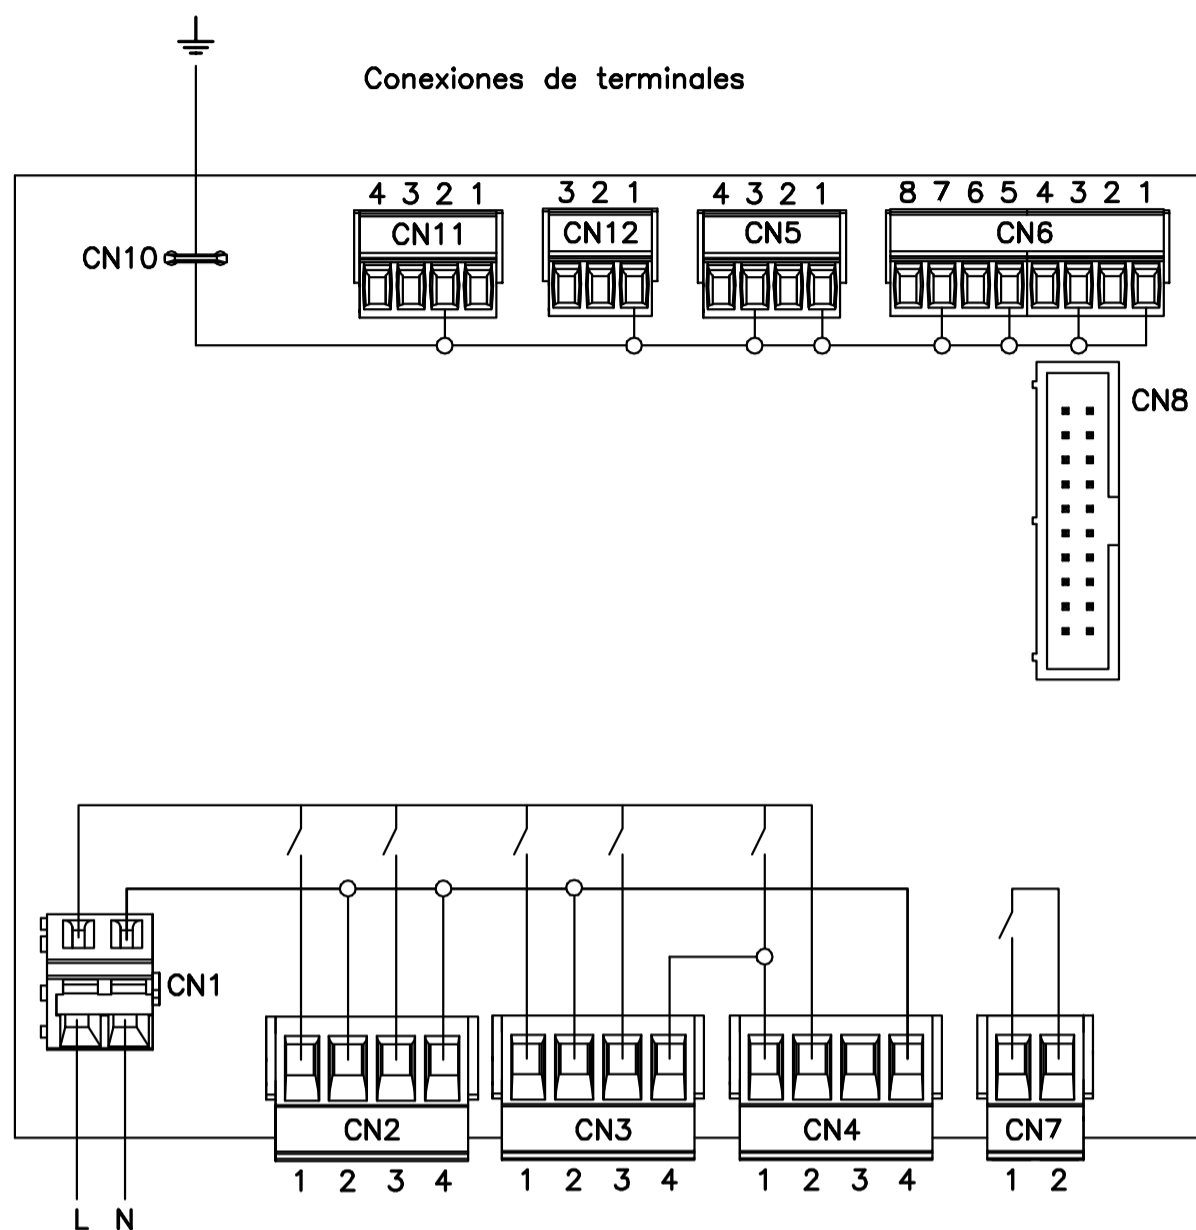 Conexiones de terminales
4 3 2 1 3 2 1 4 3 2 1 8 7 6 5 4 3 2 1
CN11 CN12 CN5 CN6
CN10
CN8
CN1
CN2 CN3 CN4 CN7
1 2 3 4 1 2 3 4 1 2 3 4 1 2
L N